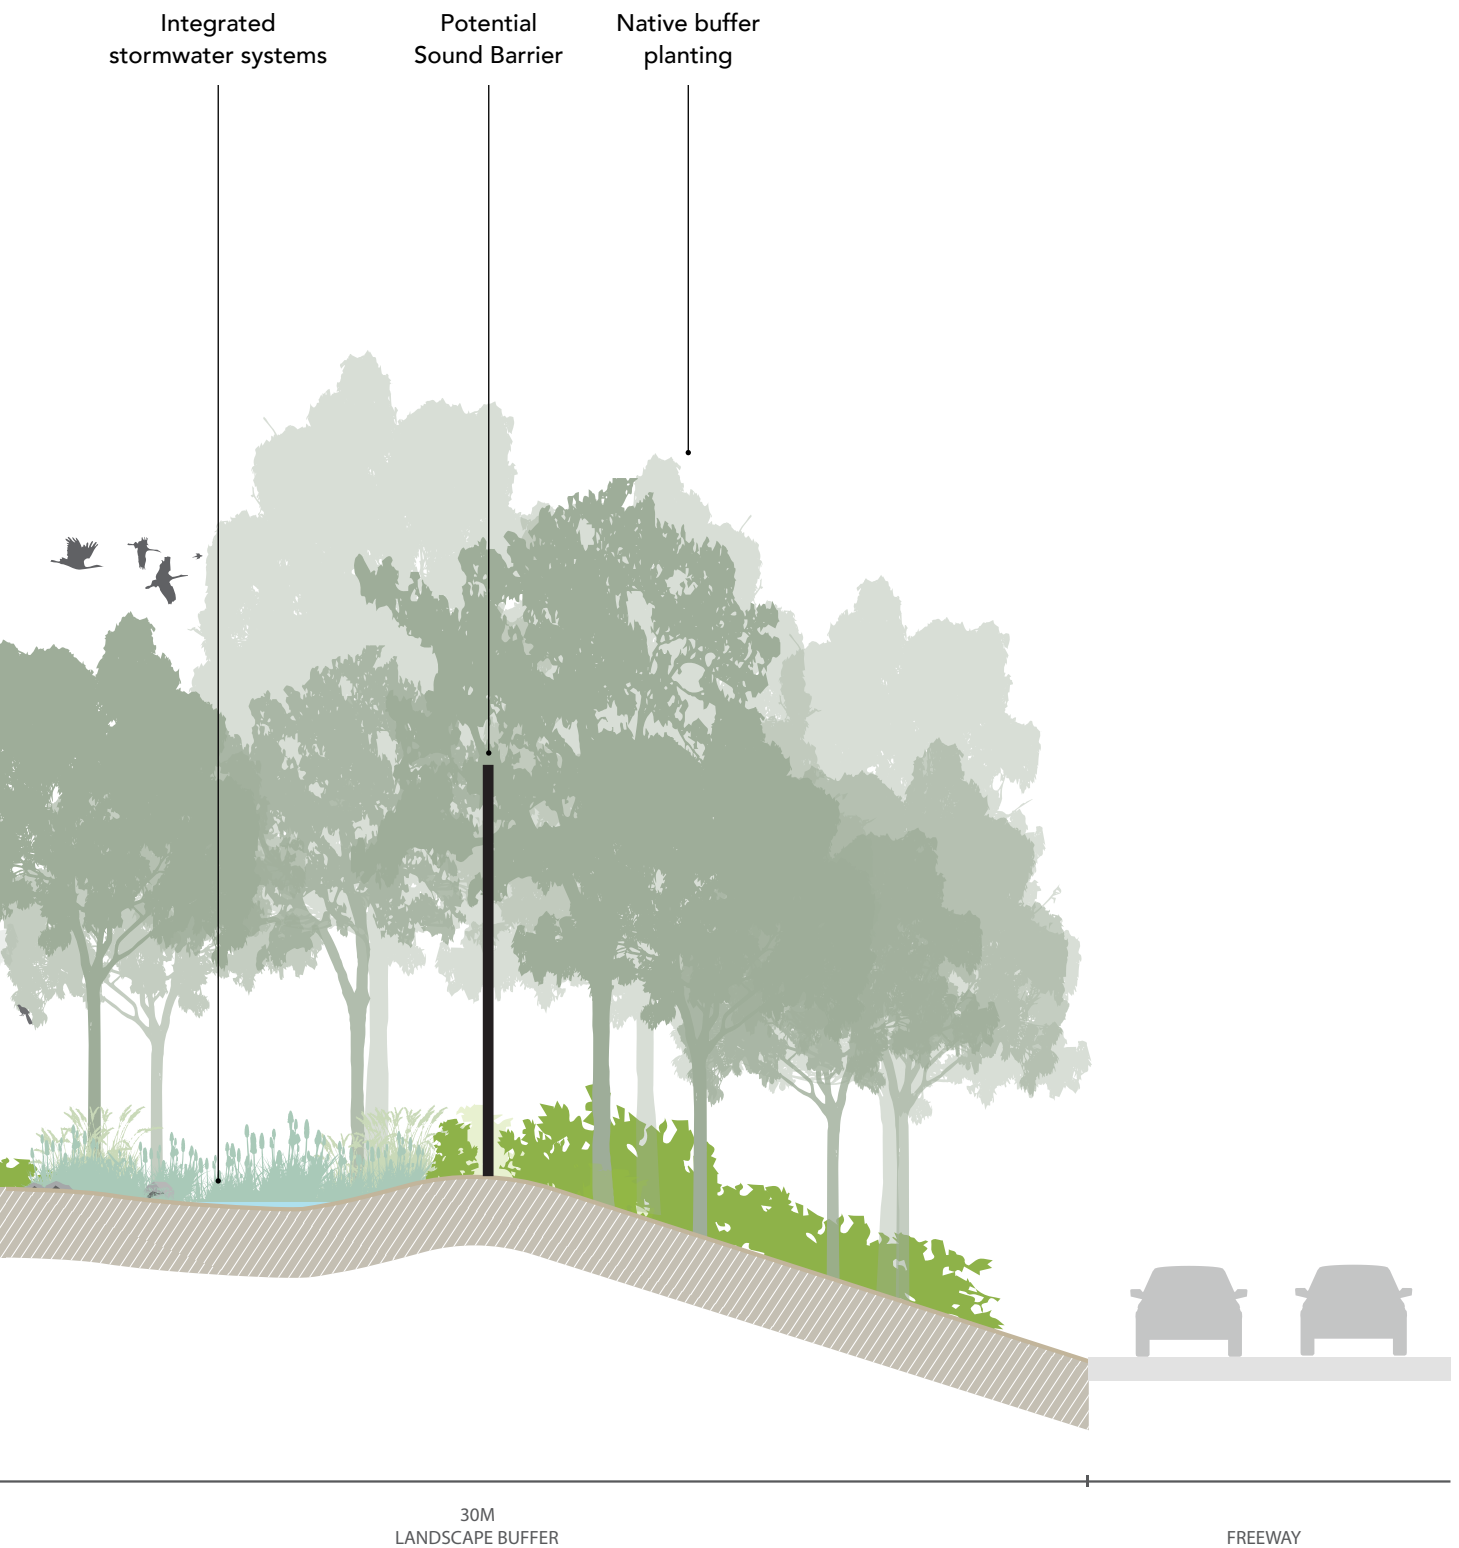 Integrated
stormwater systems
Potential
Sound Barrier
Native buffer
planting
30M
LANDSCAPE BUFFER
FREEWAY